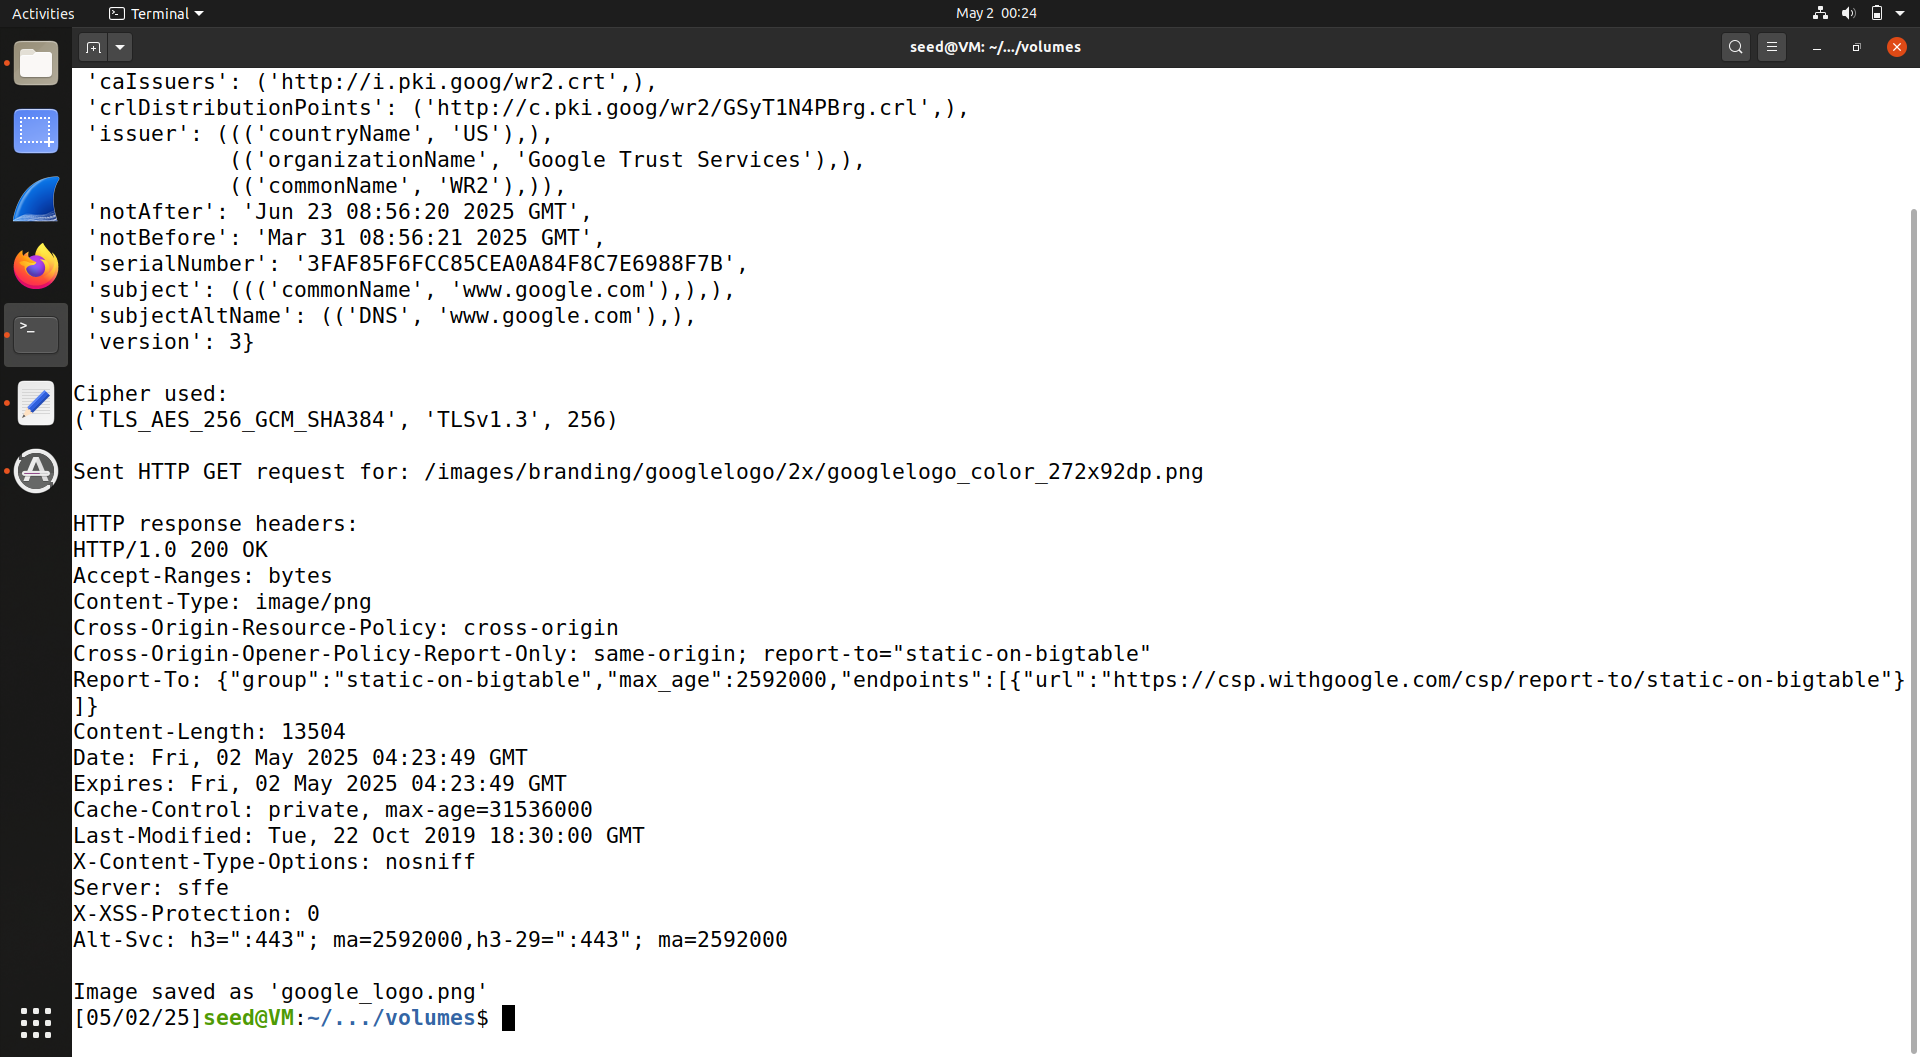 Activities
Terminal
May 2 00:24
seed@VM: ~/.../volumes
'caIssuers': ('http://i.pki.goog/wr2.crt',),
'crlDistributionPoints': ('http://c.pki.goog/wr2/GSyT1N4PBrg.crl',),
'issuer': ((('countryName', 'US'),),
(('organizationName', 'Google Trust Services'),),
(('commonName', 'WR2'),)),
'notAfter': 'Jun 23 08:56:20 2025 GMT',
'notBefore': 'Mar 31 08:56:21 2025 GMT',
'serialNumber': '3FAF85F6FCC85CEA0A84F8C7E6988F7B',
'subject': ((('commonName', 'www.google.com'),),),
'subjectAltName': (('DNS', 'www.google.com'),),
'version': 3}
Cipher used:
('TLS_AES_256_GCM_SHA384', 'TLSv1.3', 256)
Sent HTTP GET request for: /images/branding/googlelogo/2x/googlelogo_color_272x92dp.png
HTTP response headers:
HTTP/1.0 200 OK
Accept-Ranges: bytes
Content-Type: image/png
Cross-Origin-Resource-Policy: cross-origin
Cross-Origin-Opener-Policy-Report-Only: same-origin; report-to="static-on-bigtable"
Report-To: {"group":"static-on-bigtable","max_age":2592000,"endpoints":[{"url":"https://csp.withgoogle.com/csp/report-to/static-on-bigtable"}
]}
Content-Length: 13504
Date: Fri, 02 May 2025 04:23:49 GMT
Expires: Fri, 02 May 2025 04:23:49 GMT
Cache-Control: private, max-age=31536000
Last-Modified: Tue, 22 Oct 2019 18:30:00 GMT
X-Content-Type-Options: nosniff
Server: sffe
X-XSS-Protection: 0
Alt-Svc: h3=":443"; ma=2592000,h3-29=":443"; ma=2592000
Image saved as 'google_logo.png'
[05/02/25]seed@VM:~/.../volumes$